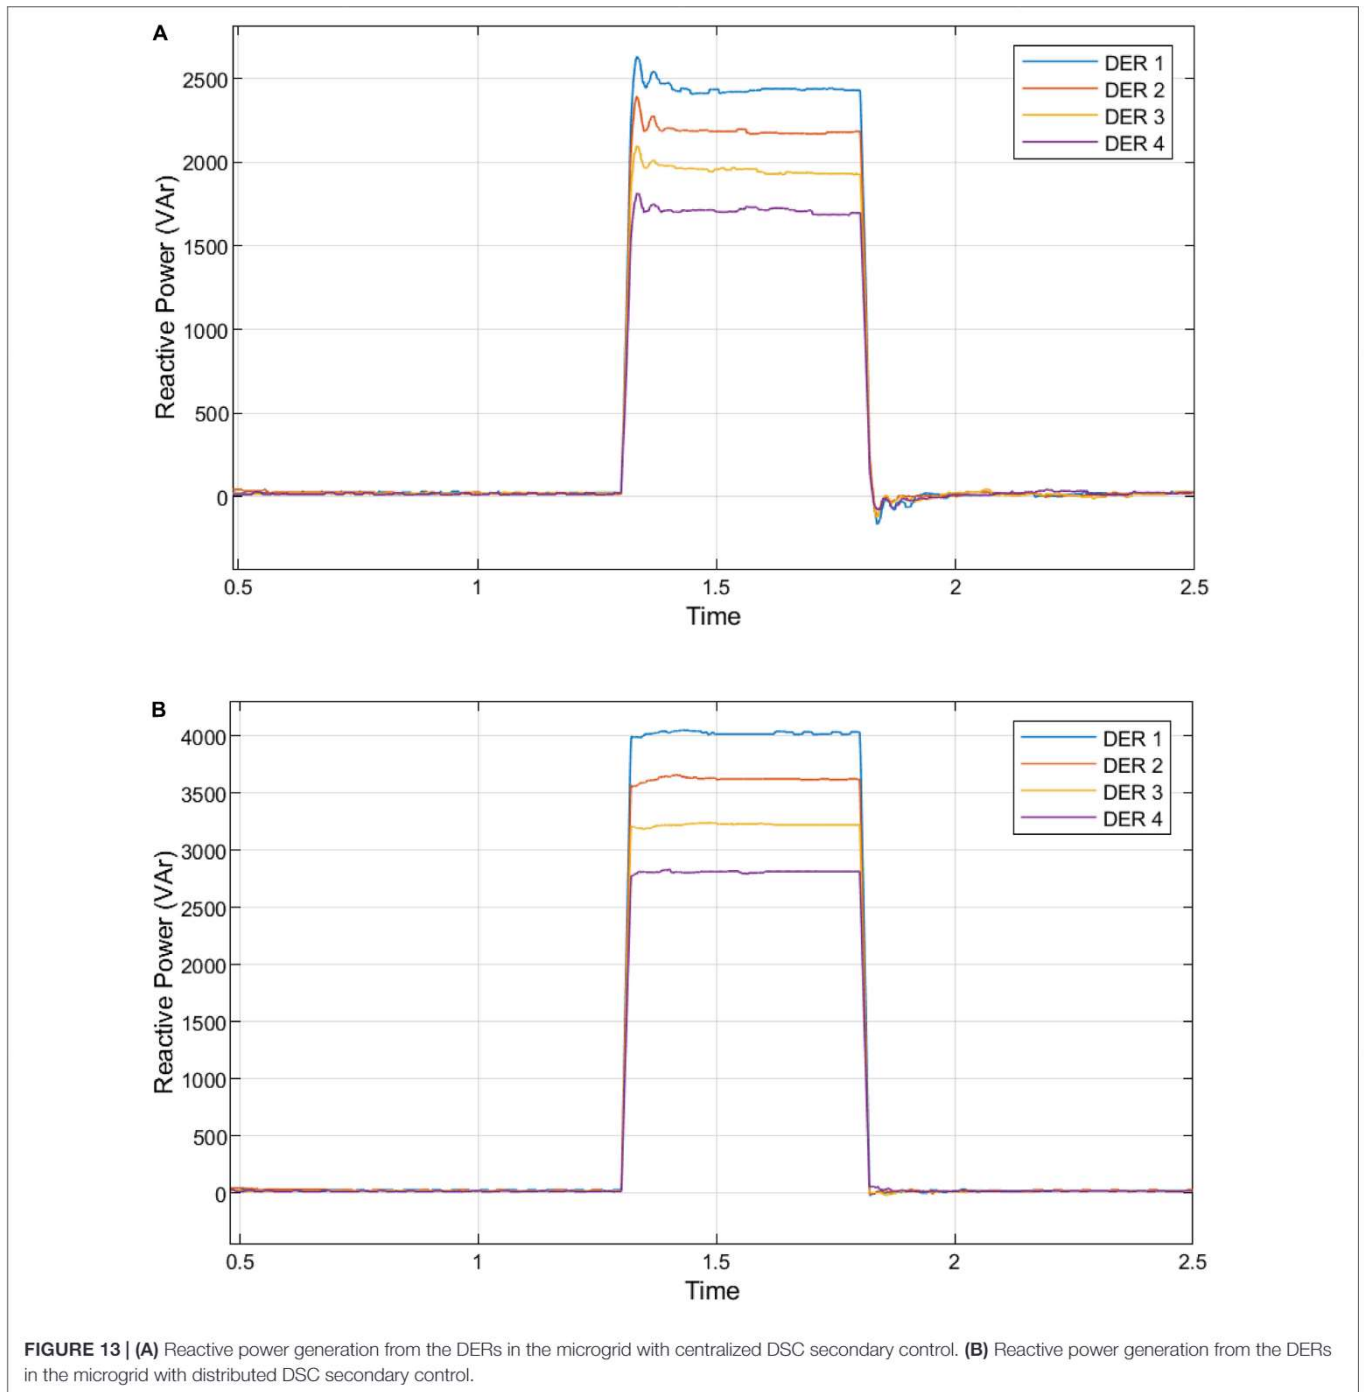 A
2500
2000
1500
1000
500
0
Reactive Power (VAr)
DER 1
DER 2
DER 3
DER 4
0.5 1 1.5 2 2.5
Time
B
4000
3500
3000
2500
2000
1500
1000
500
0
Reactive Power (VAr)
DER 1
DER 2
DER 3
DER 4
0.5 1 1.5 2 2.5
Time
FIGURE 13 | (A) Reactive power generation from the DERs in the microgrid with centralized DSC secondary control. (B) Reactive power generation from the DERs
in the microgrid with distributed DSC secondary control.